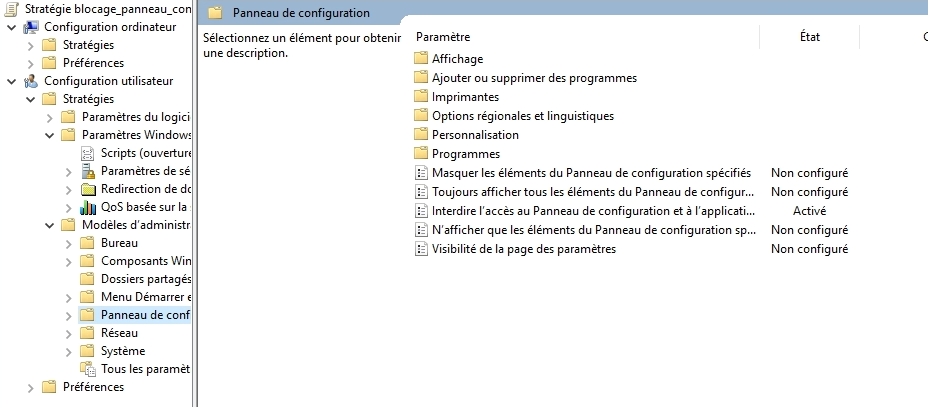 Stratégie blocage_panneau_con
Configuration ordinateur
Stratégies
Préférences
Configuration utilisateur
Stratégies
Paramètres du logici
Paramètres Windows
Scripts (ouverture
Paramètres de sé
Redirection de do
QoS basée sur la
Modèles d'administra
Bureau
Composants Win
Dossiers partagés
Menu Démarrer e
Panneau de conf
Réseau
Système
Tous les paramèt
Préférences
Panneau de configuration
Sélectionnez un élément pour obtenir
une description.
Paramètre État C
Affichage
Ajouter ou supprimer des programmes
Imprimantes
Options régionales et linguistiques
Personnalisation
Programmes
Masquer les éléments du Panneau de configuration spécifiés Non configuré
Toujours afficher tous les éléments du Panneau de configur... Non configuré
Interdire l'accès au Panneau de configuration et à l'applicati... Activé
N'afficher que les éléments du Panneau de configuration sp... Non configuré
Visibilité de la page des paramètres Non configuré